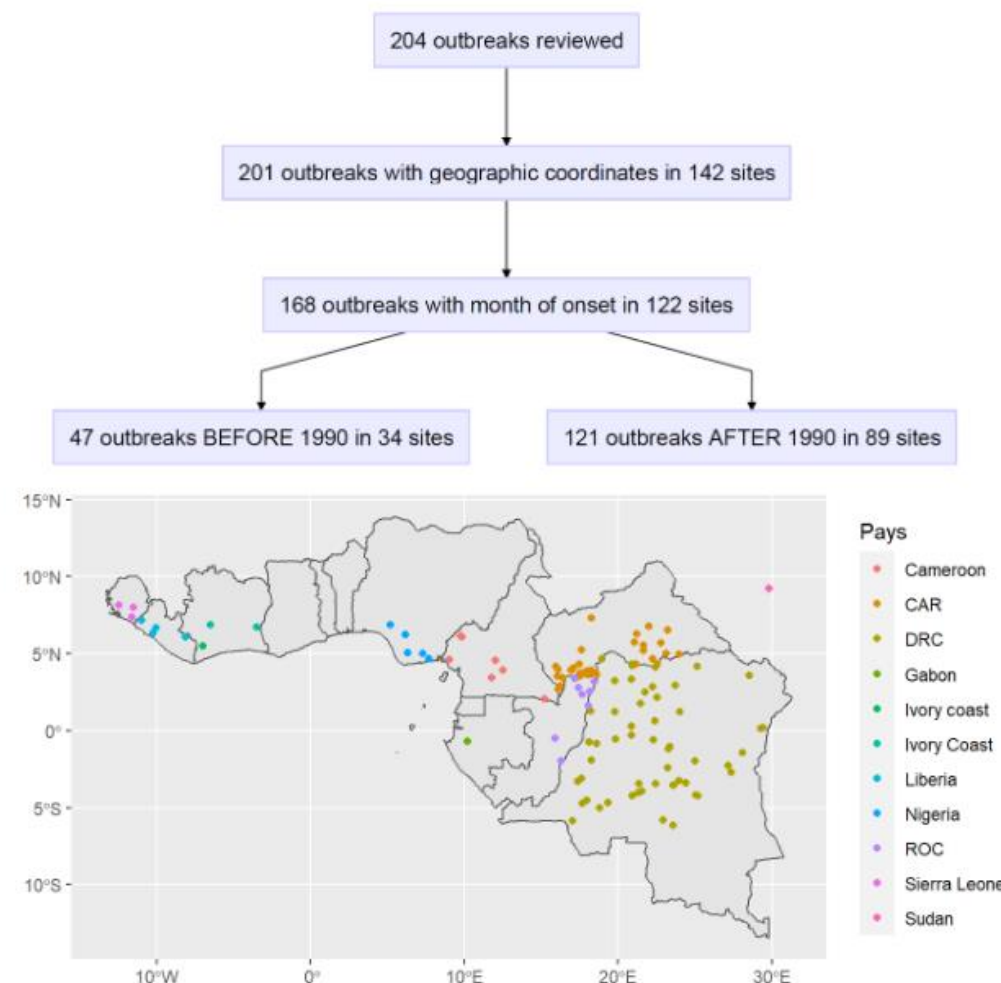 204 outbreaks reviewed
201 outbreaks with geographic coordinates in 142 sites
168 outbreaks with month of onset in 122 sites
47 outbreaks BEFORE 1990 in 34 sites
121 outbreaks AFTER 1990 in 89 sites
15°N
10°N
5°N
0°
5°S
10°S
10°W
0°
10°E
20°E
30°E
Pays
Cameroon
CAR
DRC
Gabon
Ivory coast
Ivory Coast
Liberia
Nigeria
ROC
Sierra Leone
Sudan